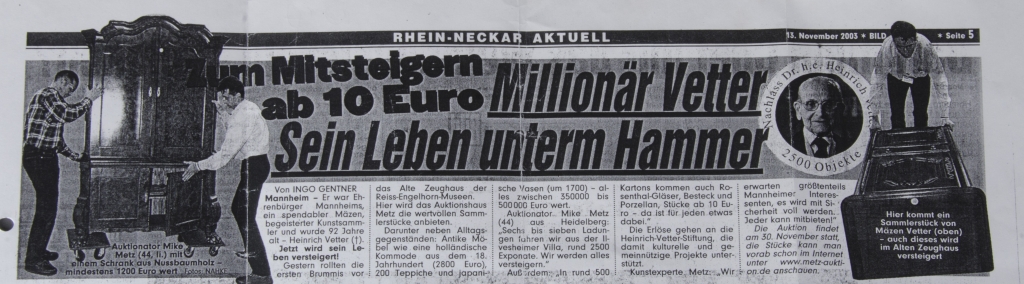 RHEIN-NECKAR AKTUELL
13. November 2003 * BILD
* Seite 5
Zum Mitsteigern
ab 10 Euro
Millionär Vetter
Sein Leben unterm Hammer
Nachlass Dr. h.c. Heinrich
2500 Objekte
Auktionator Mike
Metz (44, li.) mit
einem Schrank aus Nussbaumholz –
mindestens 1200 Euro wert
Fotos: NÄHR
Von INGO GENTNER
Mannheim – Er war Eh-
renbürger Mannheims,
ein spendabler Mäzen,
begeisterter Kunstsamm-
ler und wurde 92 Jahre
alt – Heinrich Vetter (†).
Jetzt wird sein Le-
ben versteigert!
Gestern rollten die
ersten Brummis vor
das Alte Zeughaus der
Reiss-Engelhorn-Museen.
Hier wird das Auktionshaus
Metz die wertvollen Samm-
lerstücke anbieten.
Darunter neben Alltags-
gegenständen: Antike Mö-
bel wie eine holländische
Kommode aus dem 18.
Jahrhundert (2800 Euro),
200 Teppiche und japani-
sche Vasen (um 1700) – al-
les zwischen 350000 bis
500000 Euro wert.
Auktionator Mike Metz
(44) aus Heidelberg:
„Sechs bis sieben Ladun-
gen fuhren wir aus der Il-
vesheimer Villa, rund 2500
Exponate. Wir werden alles
versteigern.“
Außerdem: „In rund 500
Kartons kommen auch Ro-
senthal-Gläser, Besteck und
Porzellan, Stücke ab 10 Eu-
ro – da ist für jeden etwas
dabei.“
Die Erlöse gehen an die
Heinrich-Vetter-Stiftung, die
damit kulturelle und ge-
meinnützige Projekte unter-
stützt.
Kunstexperte Metz: „Wir
erwarten größtenteils
Mannheimer Interes-
senten, es wird mit Si-
cherheit voll werden.
Jeder kann mitbieten!“
Die Auktion findet
am 30. November statt,
die Stücke kann man
vorab schon im Internet
unter www.metz-aukti-
on.de anschauen.
Hier kommt ein
Sammlerstück von
Mäzen Vetter (oben)
– auch dieses wird
im Alten Zeughaus
versteigert